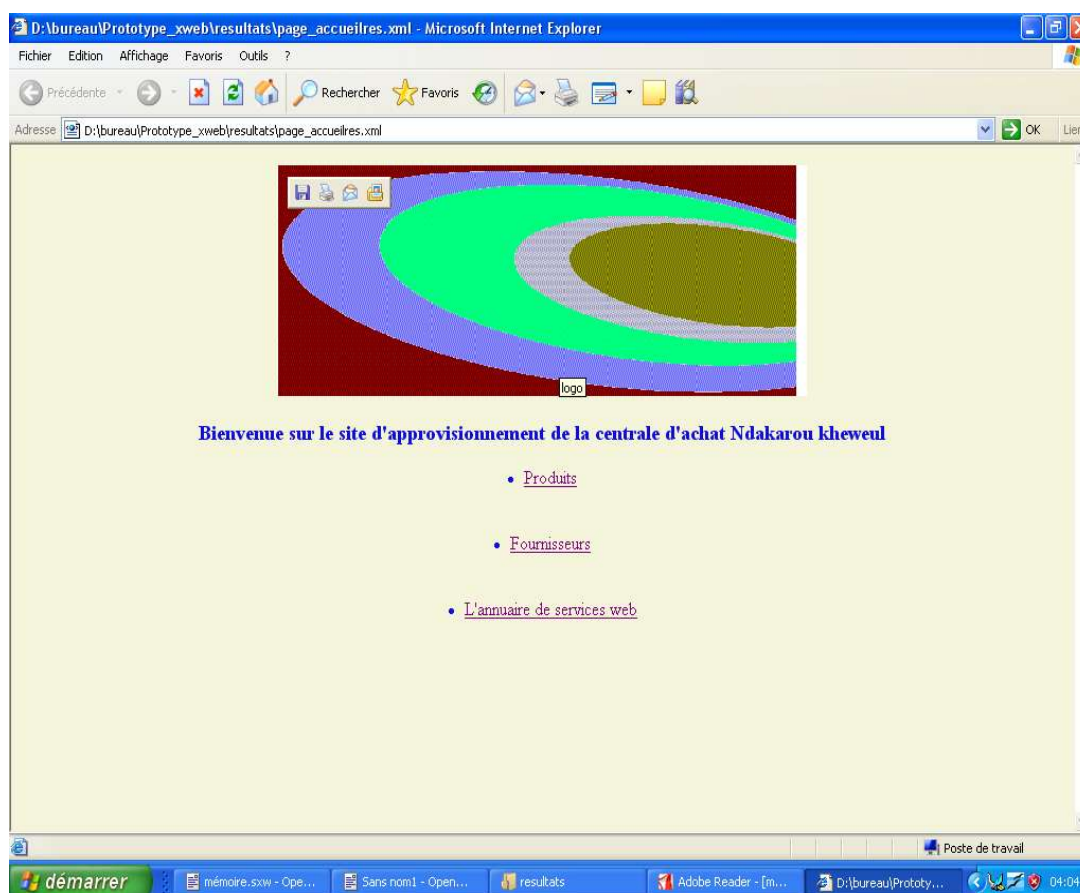 D:\bureau\Prototype_xweb\resultats\page_accueilres.xml - Microsoft Internet Explorer
Fichier Edition Affichage Favoris Outils ?
Précédente Rechercher Favoris
Adresse D:\bureau\Prototype_xweb\resultats\page_accueilres.xml OK Lien
logo
Bienvenue sur le site d'approvisionnement de la centrale d'achat Ndakarou kheweul
• Produits
• Fournisseurs
• L'annuaire de services web
Poste de travail
démarrer mémoire.sxw - Ope... Sans nom1 - Open... resultats Adobe Reader - [m... D:\bureau\Prototy... 04:04